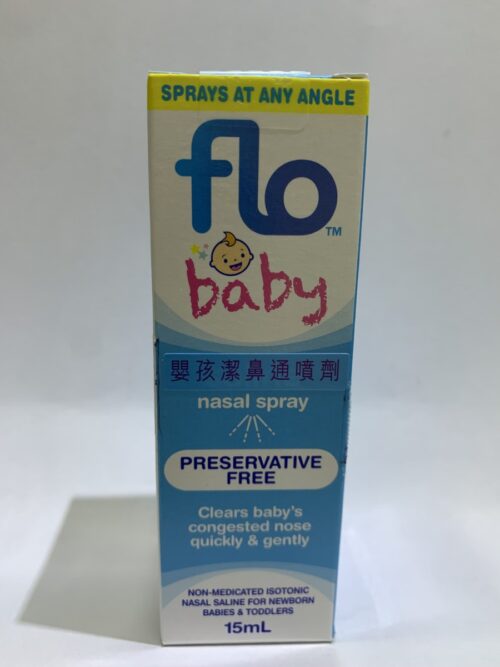 SPRAYS AT ANY ANGLE
flo
TM
baby
嬰孩潔鼻通噴劑
nasal spray
PRESERVATIVE
FREE
Clears baby's
congested nose
quickly & gently
NON-MEDICATED ISOTONIC
NASAL SALINE FOR NEWBORN
BABIES & TODDLERS
15mL